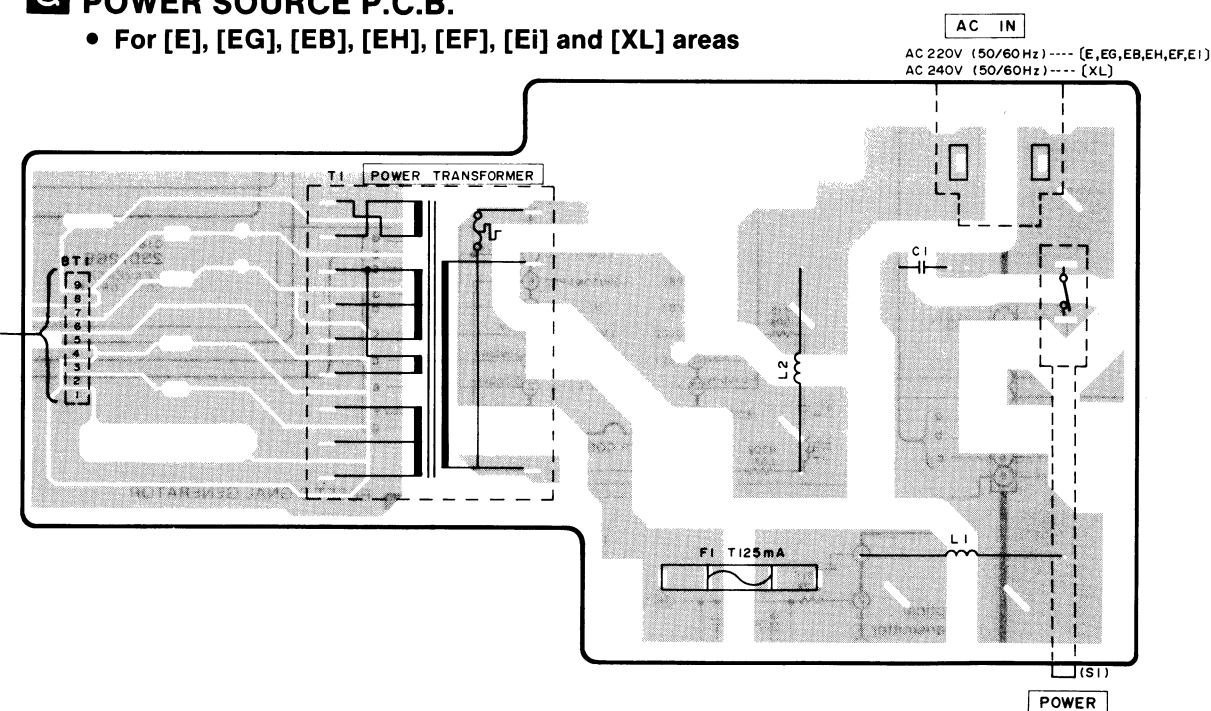 G POWER SOURCE P.C.B.
• For [E], [EG], [EB], [EH], [EF], [Ei] and [XL] areas
AC IN
AC 220V (50/60Hz)---- [E,EG,EB,EH,EF,EI]
AC 240V (50/60Hz)---- [XL]
T1 POWER TRANSFORMER
BT1
9
8
7
6
5
4
3
2
1
C1
L2
L1
F1 T125mA
(S1)
POWER